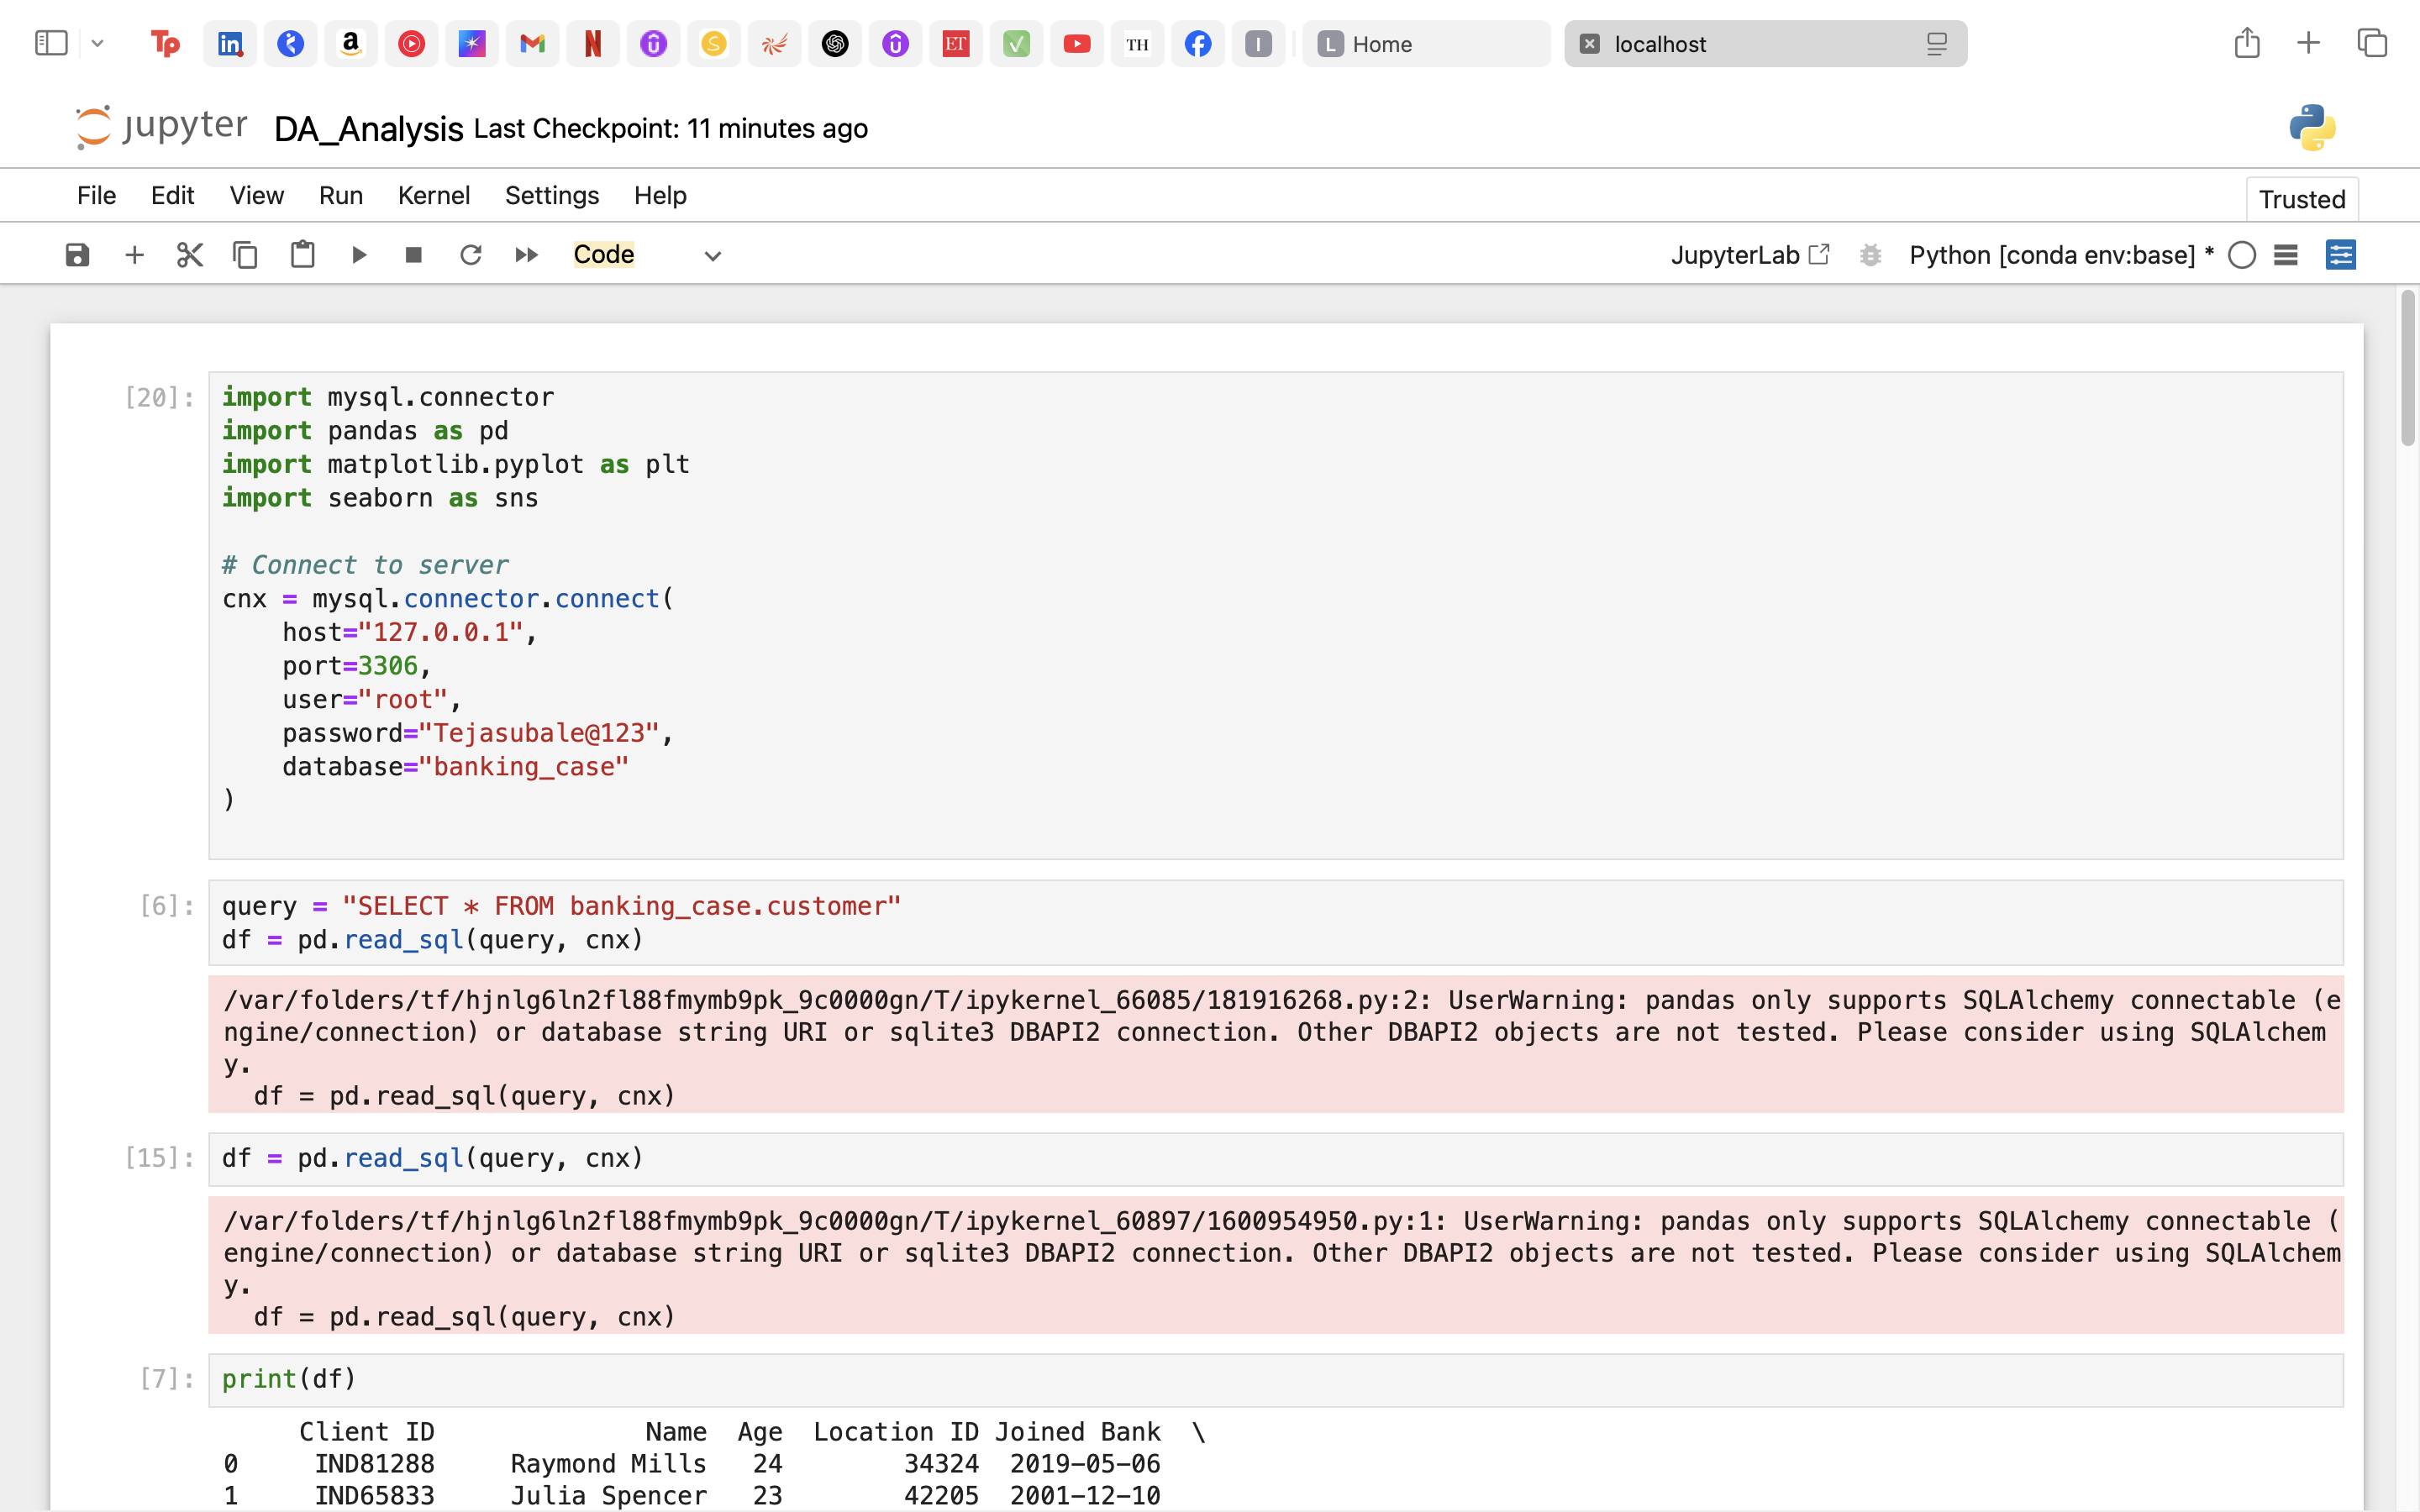 Tp
in
a
N
S
ET
TH
I
L Home
localhost
jupyter DA_Analysis Last Checkpoint: 11 minutes ago
File Edit View Run Kernel Settings Help
Trusted
Code
JupyterLab
Python [conda env:base] *
[20]:
import mysql.connector
import pandas as pd
import matplotlib.pyplot as plt
import seaborn as sns
# Connect to server
cnx = mysql.connector.connect(
    host="127.0.0.1",
    port=3306,
    user="root",
    password="Tejasubale@123",
    database="banking_case"
)
[6]:
query = "SELECT * FROM banking_case.customer"
df = pd.read_sql(query, cnx)
/var/folders/tf/hjnlg6ln2fl88fmymb9pk_9c0000gn/T/ipykernel_66085/181916268.py:2: UserWarning: pandas only supports SQLAlchemy connectable (e
ngine/connection) or database string URI or sqlite3 DBAPI2 connection. Other DBAPI2 objects are not tested. Please consider using SQLAlchem
y.
  df = pd.read_sql(query, cnx)
[15]:
df = pd.read_sql(query, cnx)
/var/folders/tf/hjnlg6ln2fl88fmymb9pk_9c0000gn/T/ipykernel_60897/1600954950.py:1: UserWarning: pandas only supports SQLAlchemy connectable (
engine/connection) or database string URI or sqlite3 DBAPI2 connection. Other DBAPI2 objects are not tested. Please consider using SQLAlchem
y.
  df = pd.read_sql(query, cnx)
[7]:
print(df)
     Client ID              Name  Age  Location ID Joined Bank  \
0     IND81288     Raymond Mills   24        34324  2019-05-06
1     IND65833     Julia Spencer   23        42205  2001-12-10